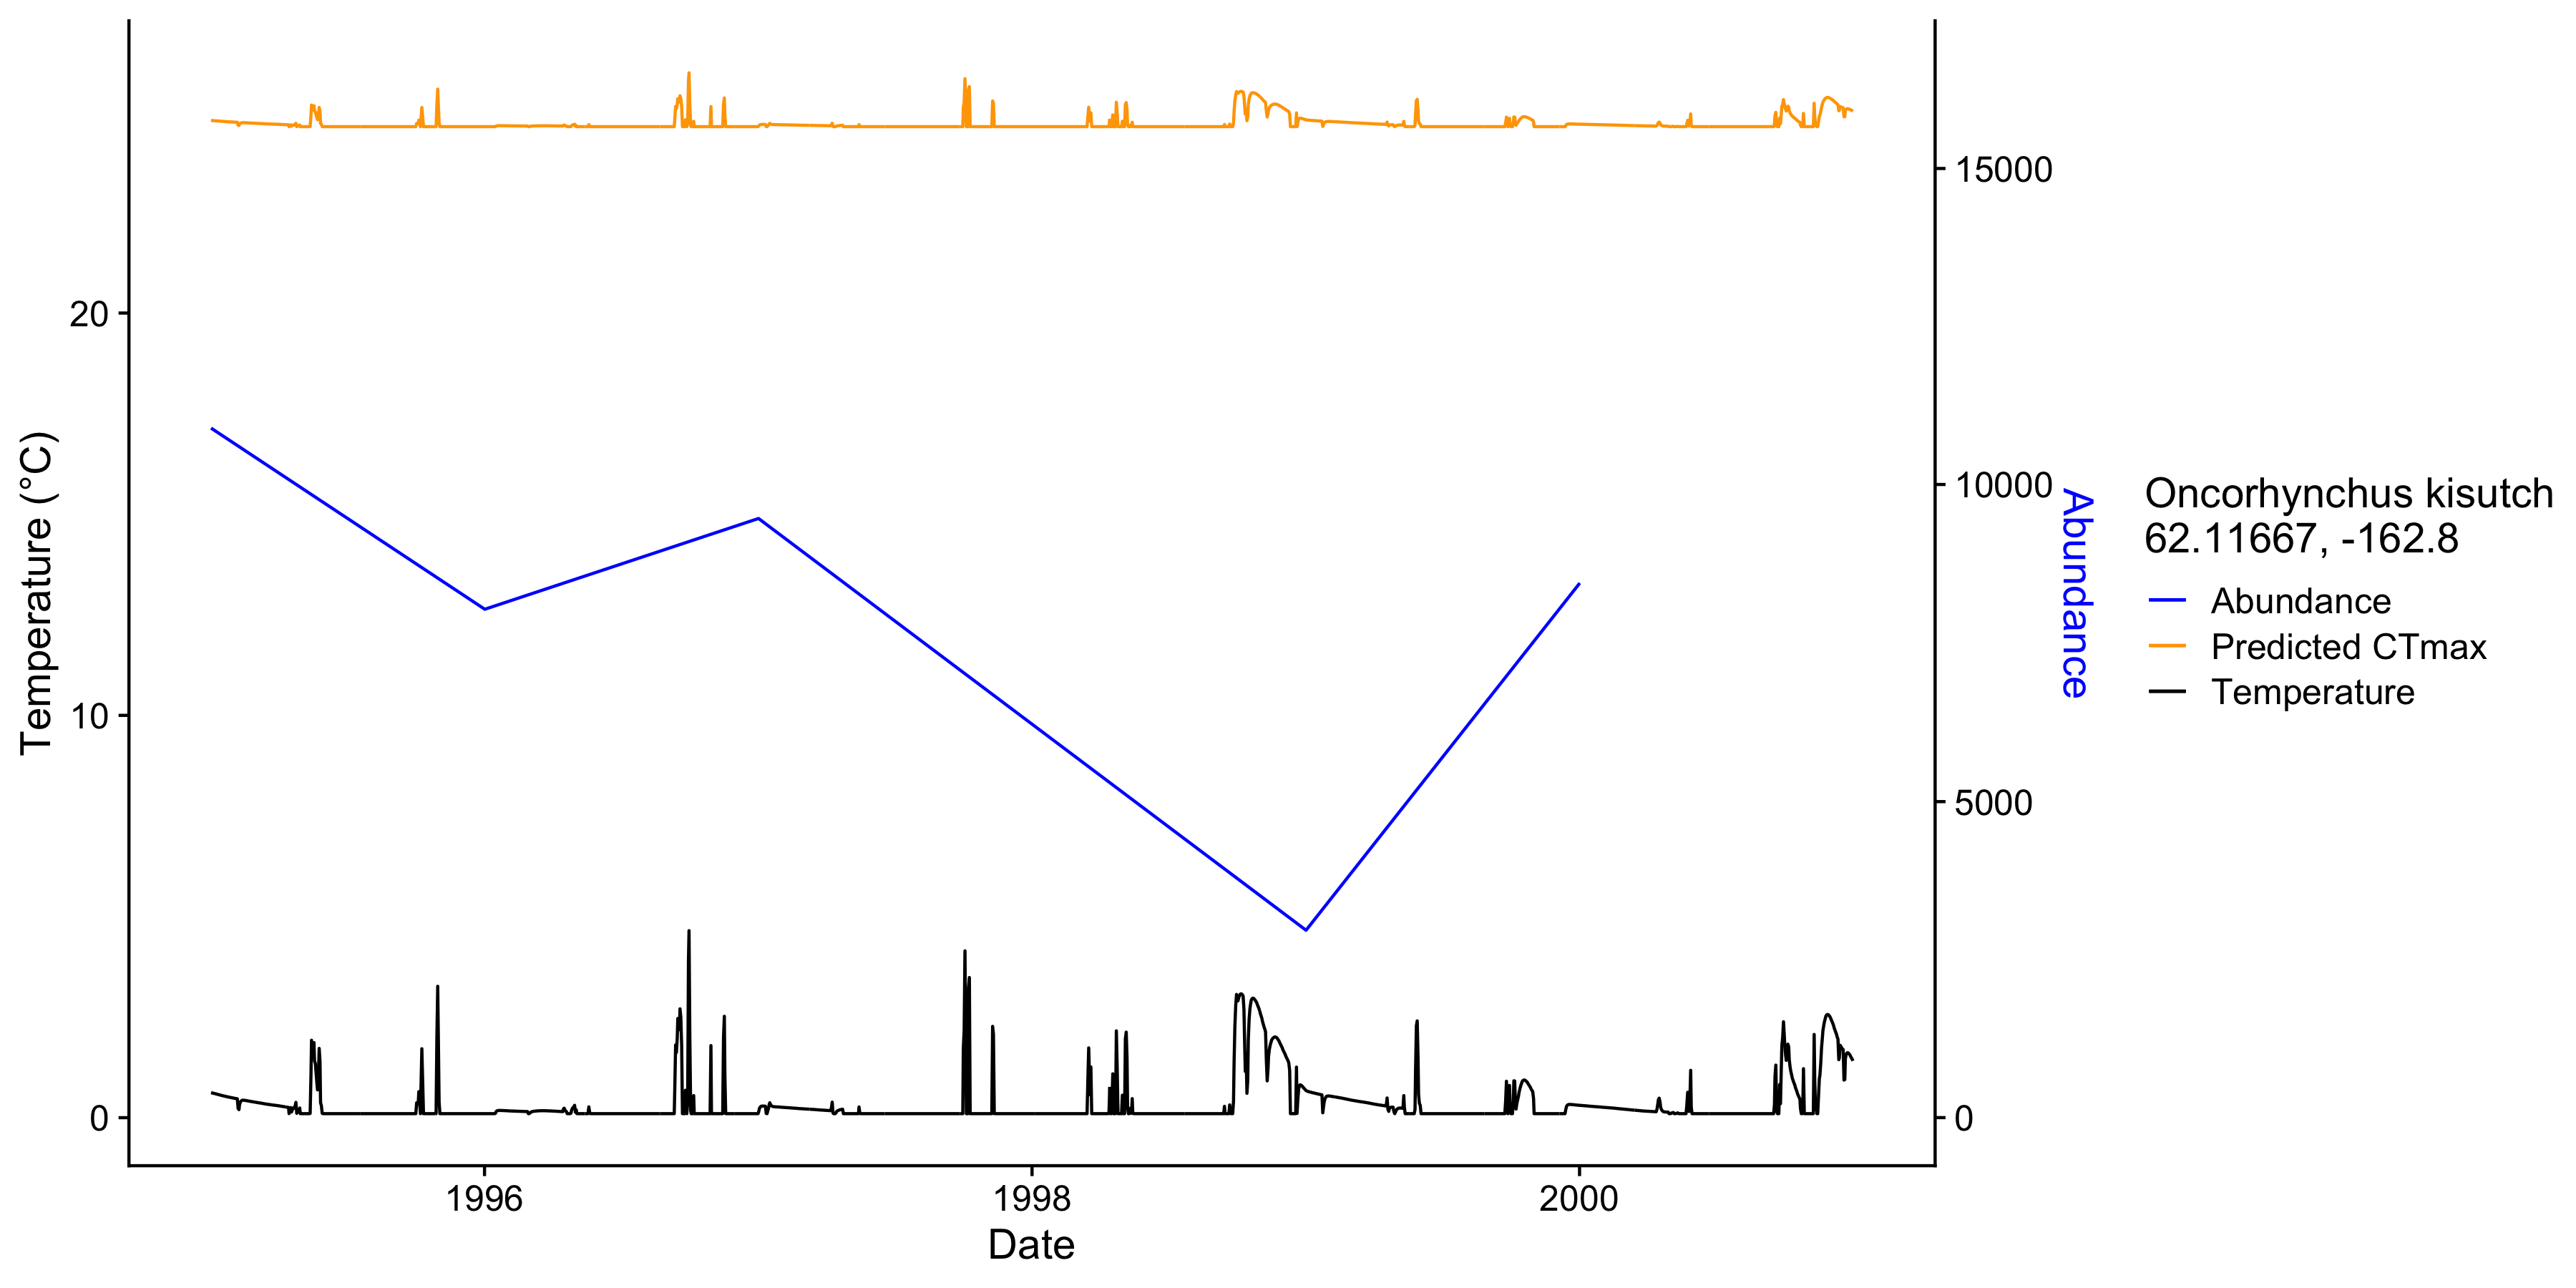 Temperature (°C)
20
10
0
1996
1998
2000
Date
15000
10000
5000
0
Abundance
Oncorhynchus kisutch
62.11667, -162.8
Abundance
Predicted CTmax
Temperature